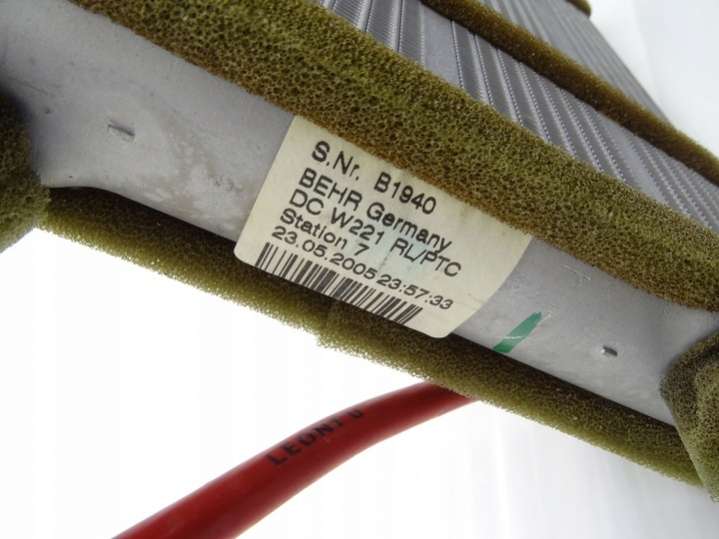 S.Nr. B1940
BEHR Germany
DC W221 RL/PTC
Station 7
23.05.2005 23:57:33
LEONI